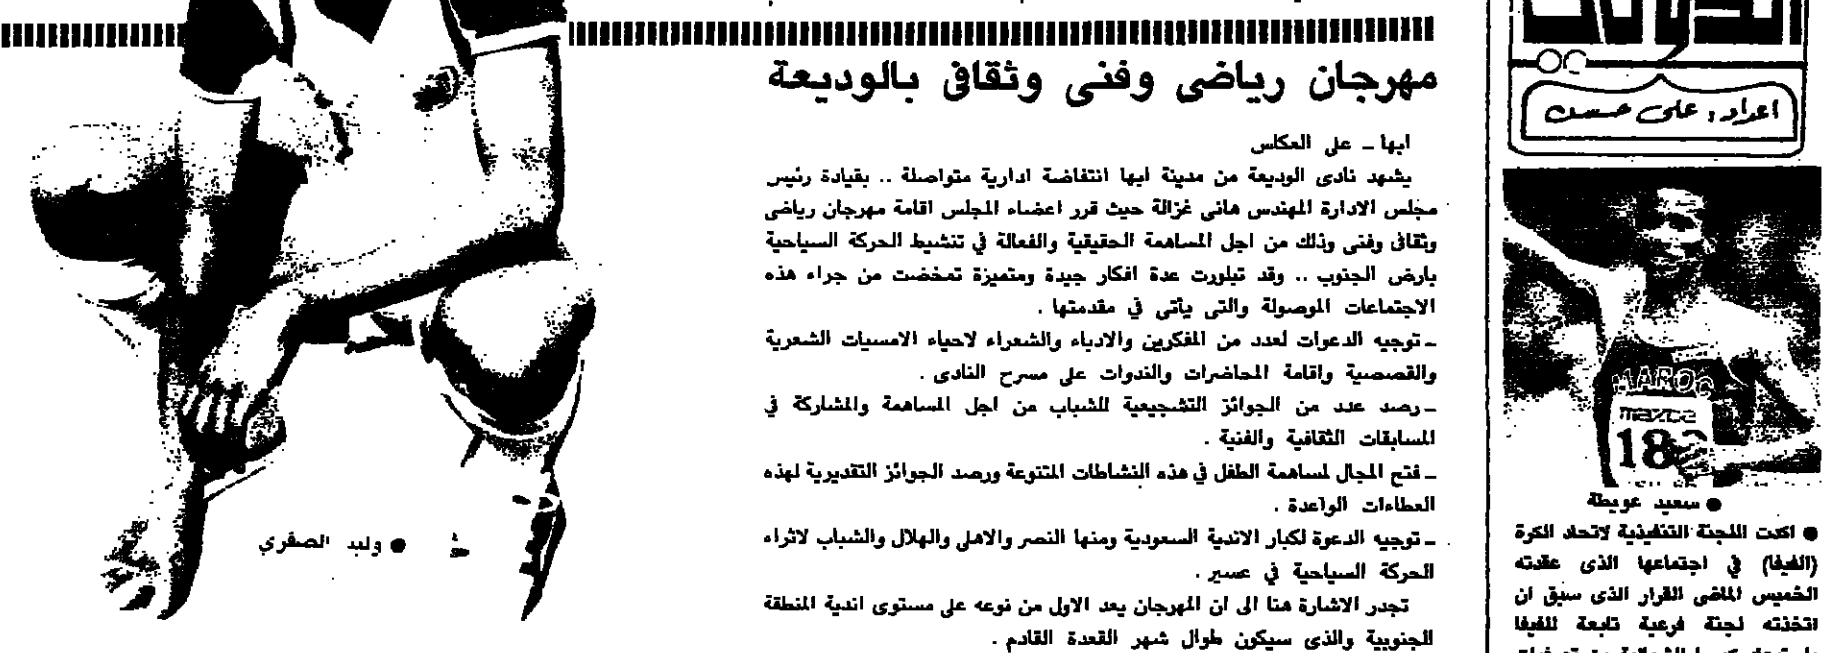 مهرجان رياضى وفنى وثقافى بالوديعة
ابها ــ على العكاس
يشهد نادى الوديعة من مدينة ابها انتفاضة ادارية متواصلة .. بقيادة رئيس
مجلس الادارة المهندس هانى غزالة حيث قرر اعضاء المجلس اقامة مهرجان رياضى
وثقافى وفنى وذلك من اجل المساهمة الحقيقية والفعالة في تنشيط الحركة السياحية
بارض الجنوب .. وقد تبلورت عدة افكار جيدة ومتميزة تمخضت من جراء هذه
الاجتماعات الموصولة والتى يأتى في مقدمتها .
ــ توجيه الدعوات لعدد من المفكرين والادباء والشعراء لاحياء الامسيات الشعرية
والقصصية واقامة المحاضرات والندوات على مسرح النادى .
ــ رصد عدد من الجوائز التشجيعية للشباب من اجل المساهمة والمشاركة في
المسابقات الثقافية والفنية .
ــ فتح المجال لمساهمة الطفل في هذه النشاطات المتنوعة ورصد الجوائز التقديرية لهذه
العطاءات الواعدة .
ــ توجيه الدعوة لكبار الاندية السعودية ومنها النصر والاهلى والهلال والشباب لاثراء
الحركة السياحية في عسير .
تجدر الاشارة هنا الى ان المهرجان يعد الاول من نوعه على مستوى اندية المنطقة
الجنوبية والذى سيكون طوال شهر القعدة القادم .
● وليد الصقري
اعداد : على حسن
MAROC
mazda
18
● سعيد عويطة
● اكدت اللجنة التنفيذية لاتحاد الكرة
(الفيفا) في اجتماعها الذى عقدته
الخميس الماضى القرار الذى سبق ان
اتخذته لجنة فرعية تابعة للفيفا